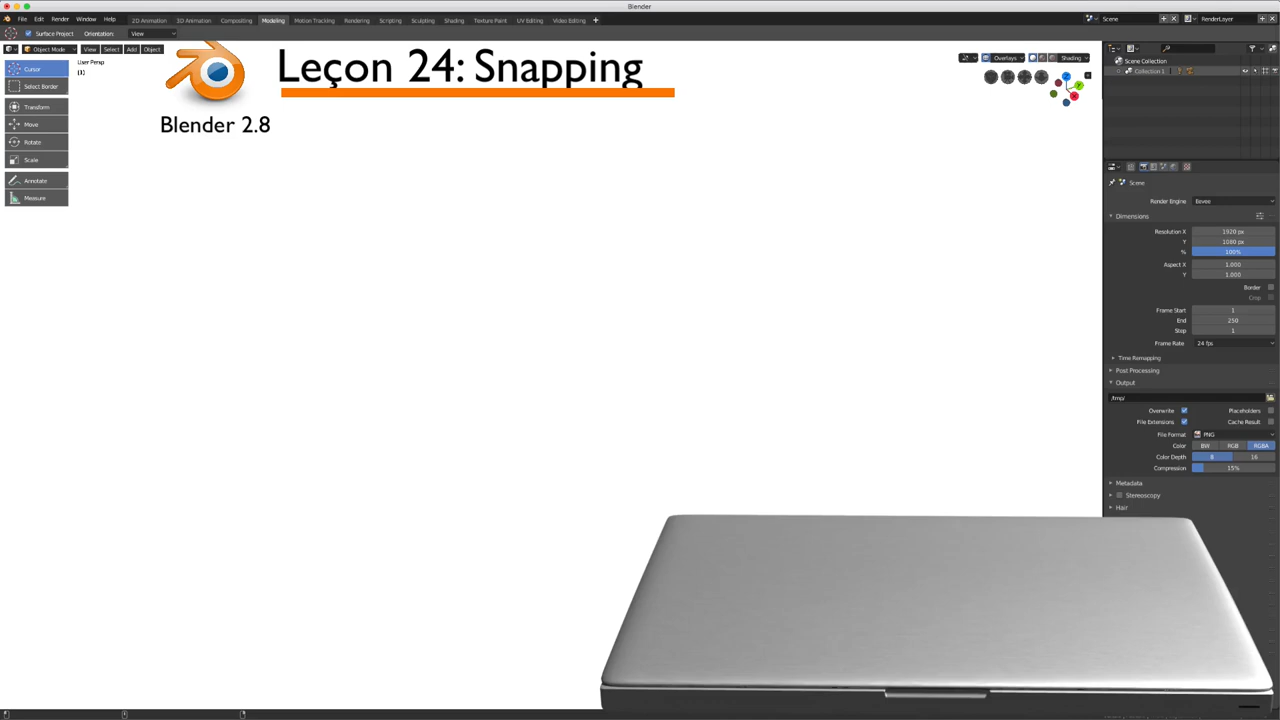 Blender
File Edit Render Window Help
2D Animation 3D Animation Compositing Modeling Motion Tracking Rendering Scripting Sculpting Shading Texture Paint UV Editing Video Editing +
Scene
RenderLayer
Surface Project Orientation: View
Object Mode View Select Add Object
Overlays Shading
User Persp
(1)
Cursor
Select Border
Transform
Move
Rotate
Scale
Annotate
Measure
Leçon 24: Snapping
Blender 2.8
Z
Y
X
Scene Collection
Collection 1
Scene
Render Engine Eevee
Dimensions
Resolution X 1920 px
Y 1080 px
% 100%
Aspect X 1.000
Y 1.000
Border
Crop
Frame Start 1
End 250
Step 1
Frame Rate 24 fps
Time Remapping
Post Processing
Output
/tmp/
Overwrite Placeholders
File Extensions Cache Result
File Format PNG
Color BW RGB RGBA
Color Depth 8 16
Compression 15%
Metadata
Stereoscopy
Hair